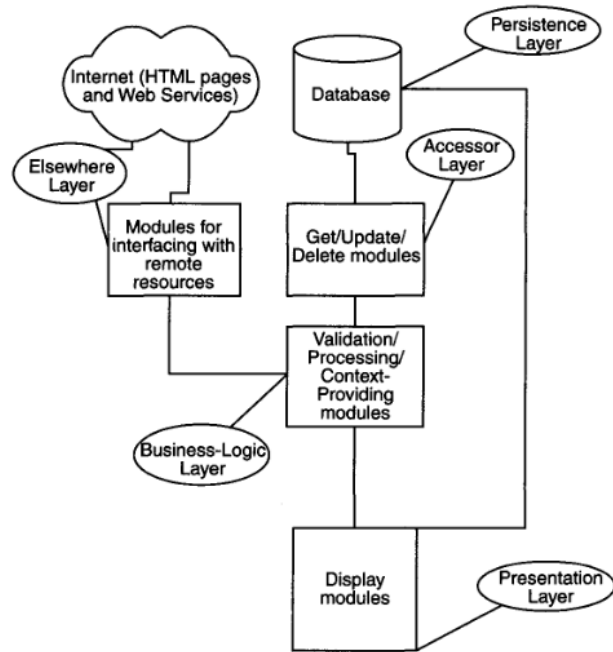 Persistence
Layer
Internet (HTML pages
and Web Services)
Database
Elsewhere
Layer
Accessor
Layer
Modules for
interfacing with
remote
resources
Get/Update/
Delete modules
Validation/
Processing/
Context-
Providing
modules
Business-Logic
Layer
Display
modules
Presentation
Layer